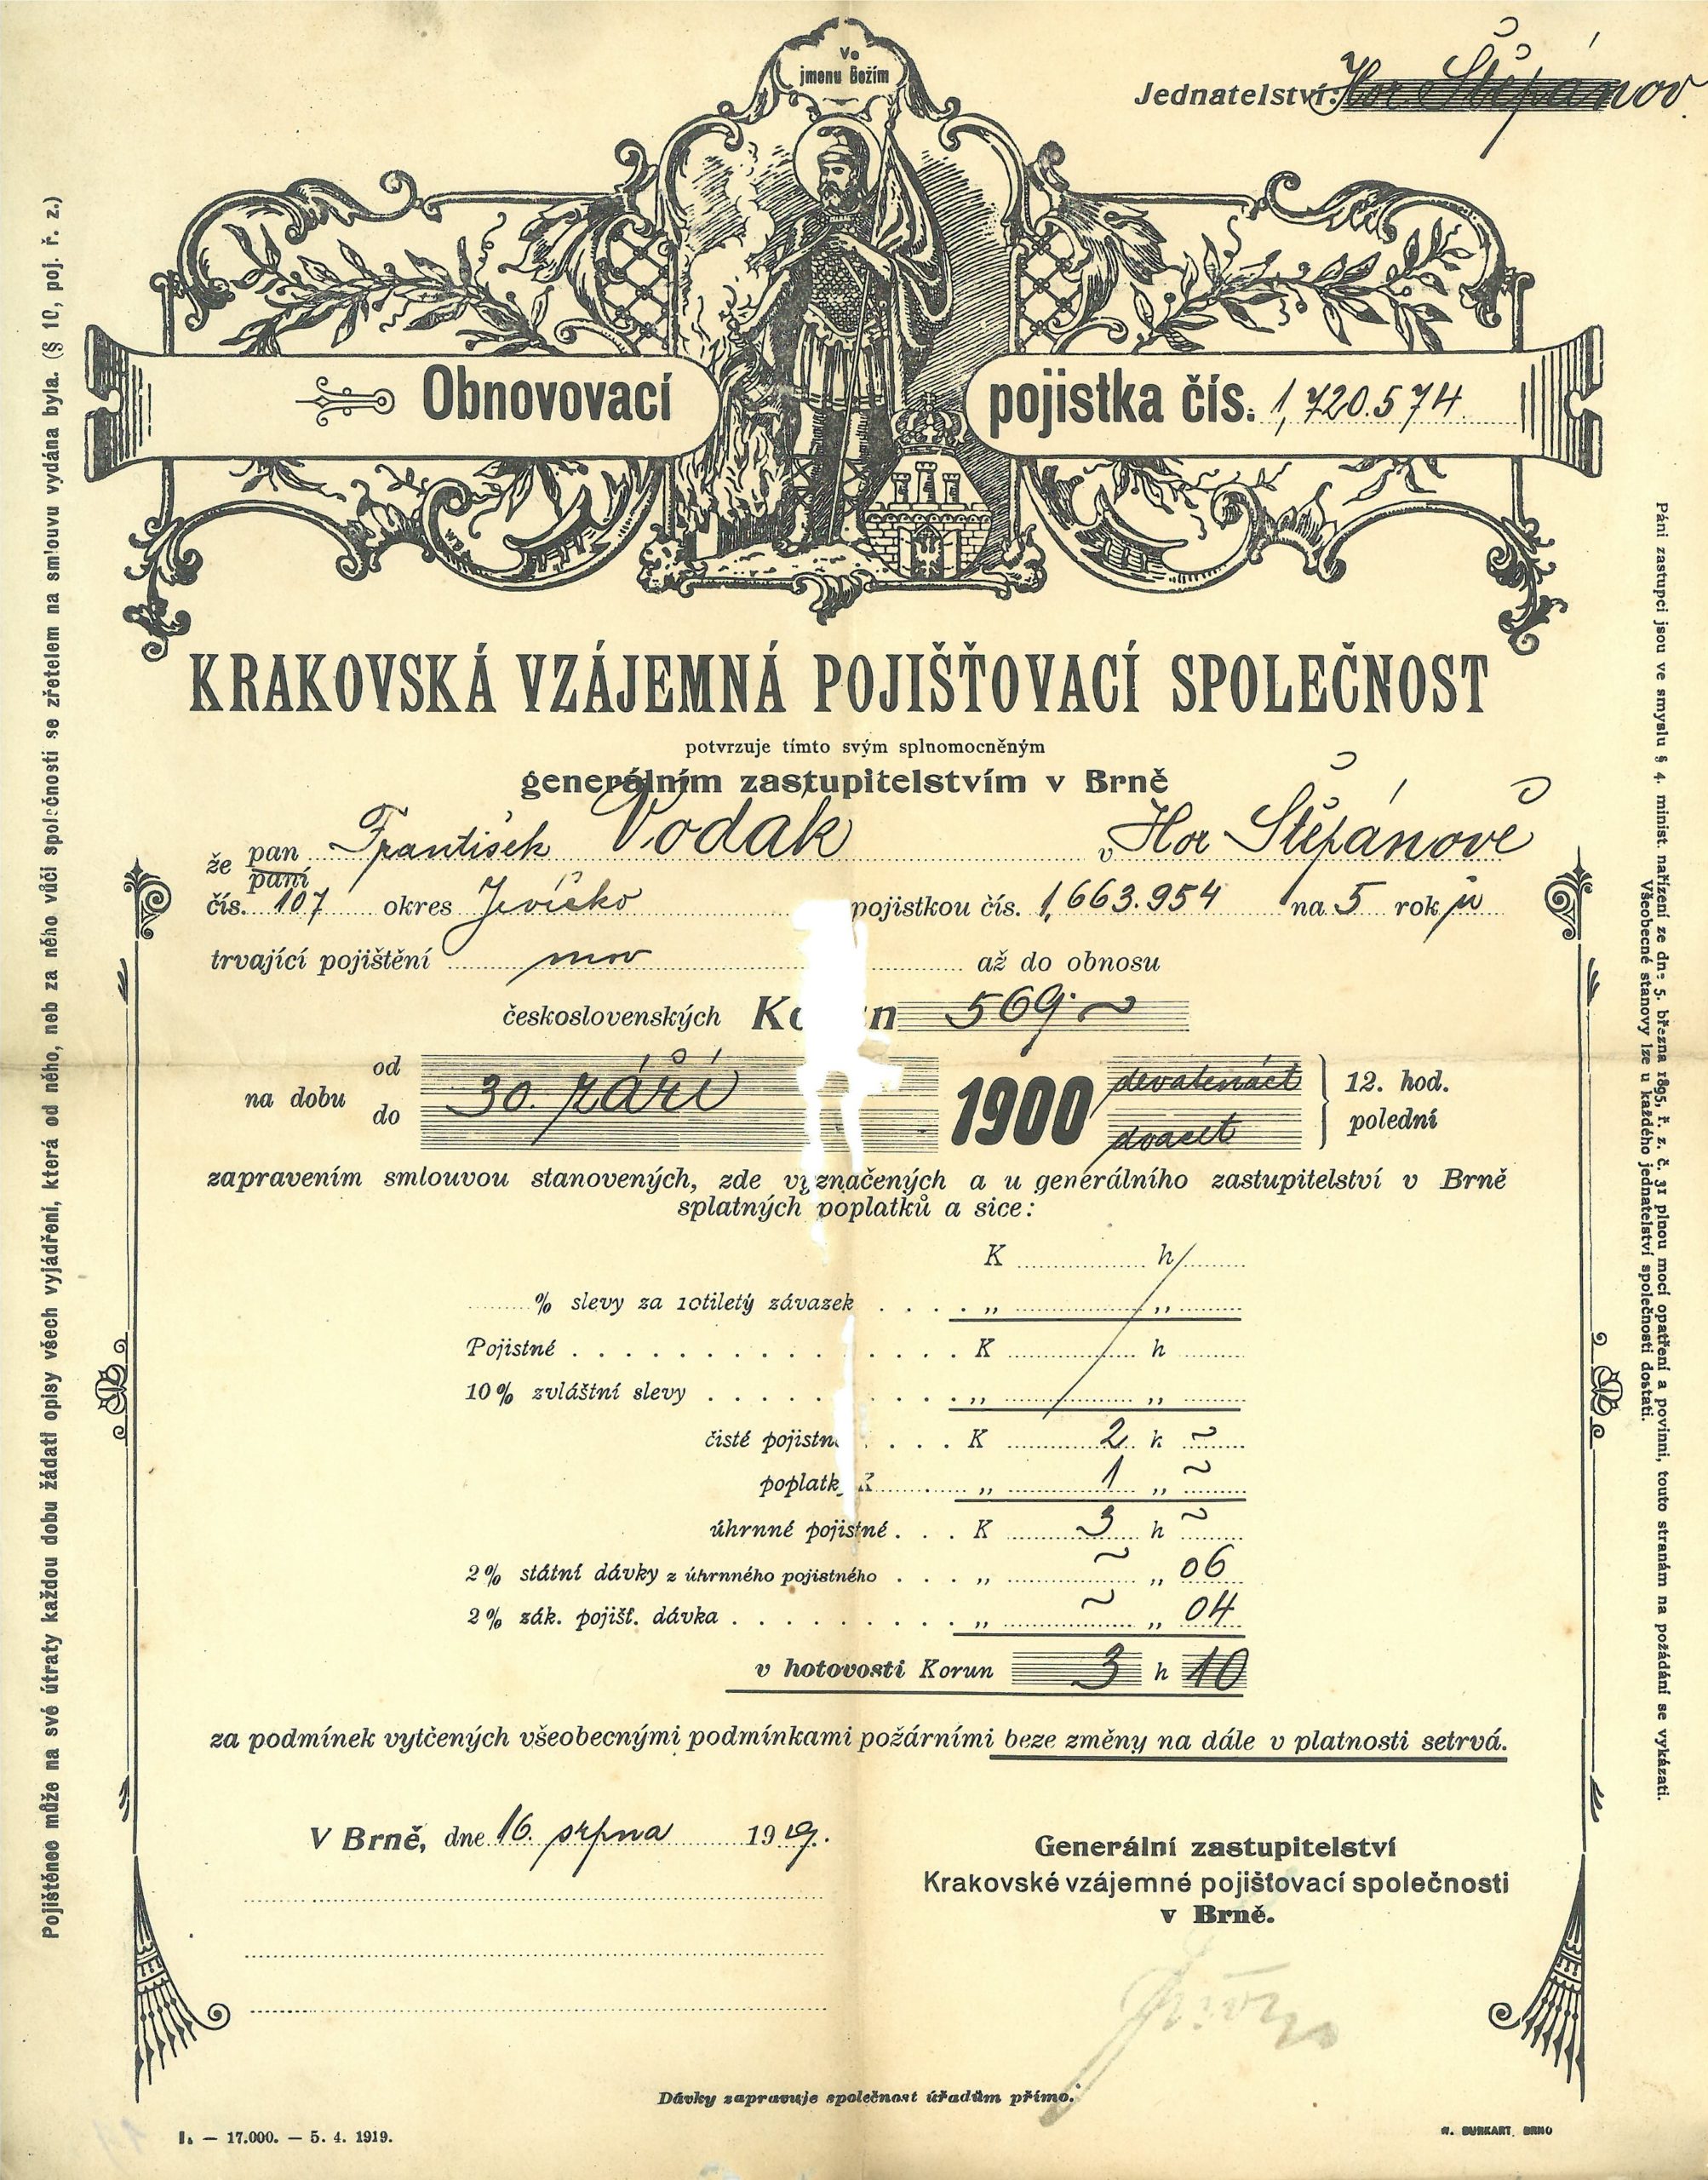 Ve
jmenu Božím
Jednatelství: Hor. Štěpánov
Obnovovací pojistka čís. 1,720.574
KRAKOVSKÁ VZÁJEMNÁ POJIŠŤOVACÍ SPOLEČNOST
potvrzuje tímto svým splnomocněným
generálním zastupitelstvím v Brně
že pan František Vodák v Hor Štěpánově
paní
čís. 107 okres Jevíčko pojistkou čís. 1,663.954 na 5 rok ů
trvající pojištění mov až do obnosu
československých Ko n 569·~
na dobu od 30. září 1900 devatenáct 12. hod.
do dvacet polední
zapravením smlouvou stanovených, zde vyznačených a u generálního zastupitelství v Brně
splatných poplatků a sice:
K h
% slevy za 10tiletý závazek „ „
Pojistné K h
10% zvláštní slevy „ „
čisté pojistn K 2 h ~
poplatk K „ 1 „ ~
úhrnné pojistné K 3 h ~
2% státní dávky z úhrnného pojistného „ ~ „ 06
2% zák. pojišť. dávka „ ~ „ 04
v hotovosti Korun 3 h 10
za podmínek vytčených všeobecnými podmínkami požárními beze změny na dále v platnosti setrvá.
V Brně, dne 16. srpna 1919.
Generální zastupitelství
Krakovské vzájemné pojišťovací společnosti
v Brně.
Dávky zapravuje společnost úřadům přímo.
I. — 17.000. — 5. 4. 1919.
W. BURKART, BRNO
Pojištěnec může na své útraty každou dobu žádati opisy všech vyjádření, která od něho, neb za něho vůči společnosti se zřetelem na smlouvu vydána byla. (§ 10, poj. ř. z.)
Páni zastupci jsou ve smyslu § 4. minist. nařízení ze dne 5. března 1895, ř. z. č. 31 plnou mocí opatření a povinni, touto stranám na požádání se vykázati.
Všeobecné stanovy lze u každého jednatelství společnosti dostati.